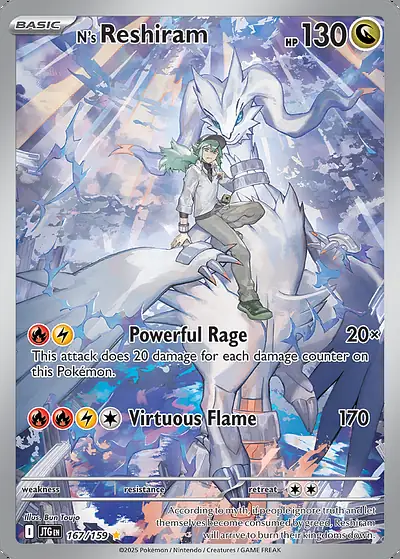 BASIC
N's Reshiram HP 130
Powerful Rage 20×
This attack does 20 damage for each damage counter on
this Pokémon.
Virtuous Flame 170
weakness resistance retreat
Illus. Bun Toujo
I JTG EN 167/159
According to myth, if people ignore truth and let
themselves become consumed by greed, Reshiram
will arrive to burn their kingdoms down.
©2025 Pokémon / Nintendo / Creatures / GAME FREAK